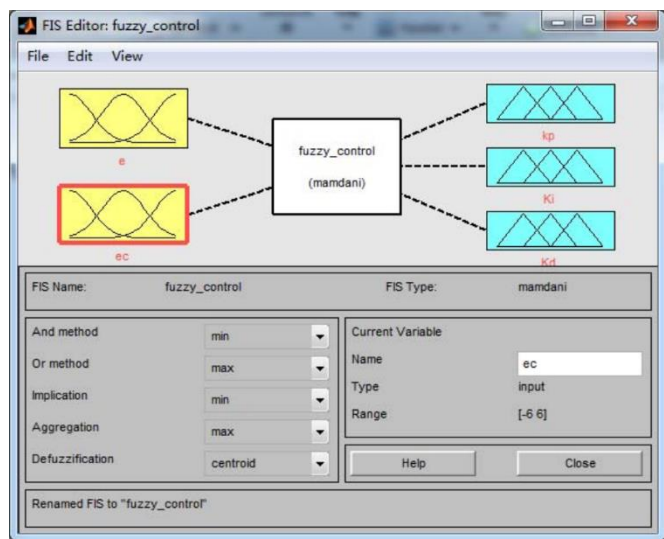 FIS Editor: fuzzy_control
File Edit View
e
ec
fuzzy_control
(mamdani)
kp
Ki
Kd
FIS Name: fuzzy_control FIS Type: mamdani
And method min
Or method max
Implication min
Aggregation max
Defuzzification centroid
Current Variable
Name ec
Type input
Range [-6 6]
Help Close
Renamed FIS to "fuzzy_control"